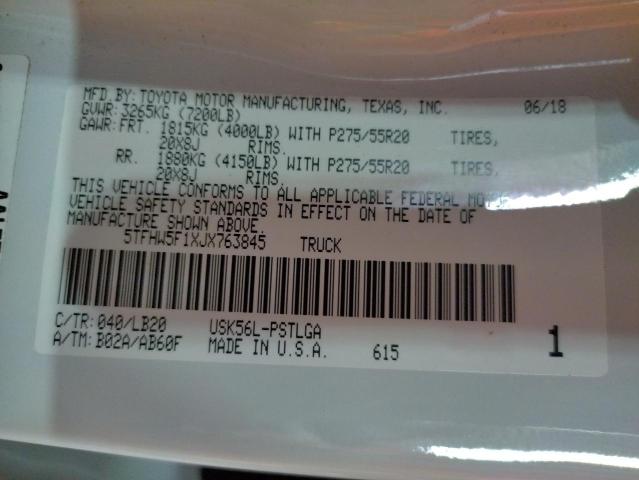 MFD.BY:TOYOTA MOTOR MANUFACTURING, TEXAS, INC. 06/18
GVWR:3265KG (7200LB)
GAWR:FRT. 1815KG (4000LB) WITH P275/55R20 TIRES,
20X8J RIMS.
RR. 1880KG (4150LB) WITH P275/55R20 TIRES,
20X8J RIMS.
THIS VEHICLE CONFORMS TO ALL APPLICABLE FEDERAL
VEHICLE SAFETY STANDARDS IN EFFECT ON THE DATE OF
MANUFACTURE SHOWN ABOVE.
5TFHW5F1XJX763845 TRUCK
C/TR:040/LB20 USK56L-PSTLGA
A/TM:B02A/AB60F MADE IN U.S.A. 615 1